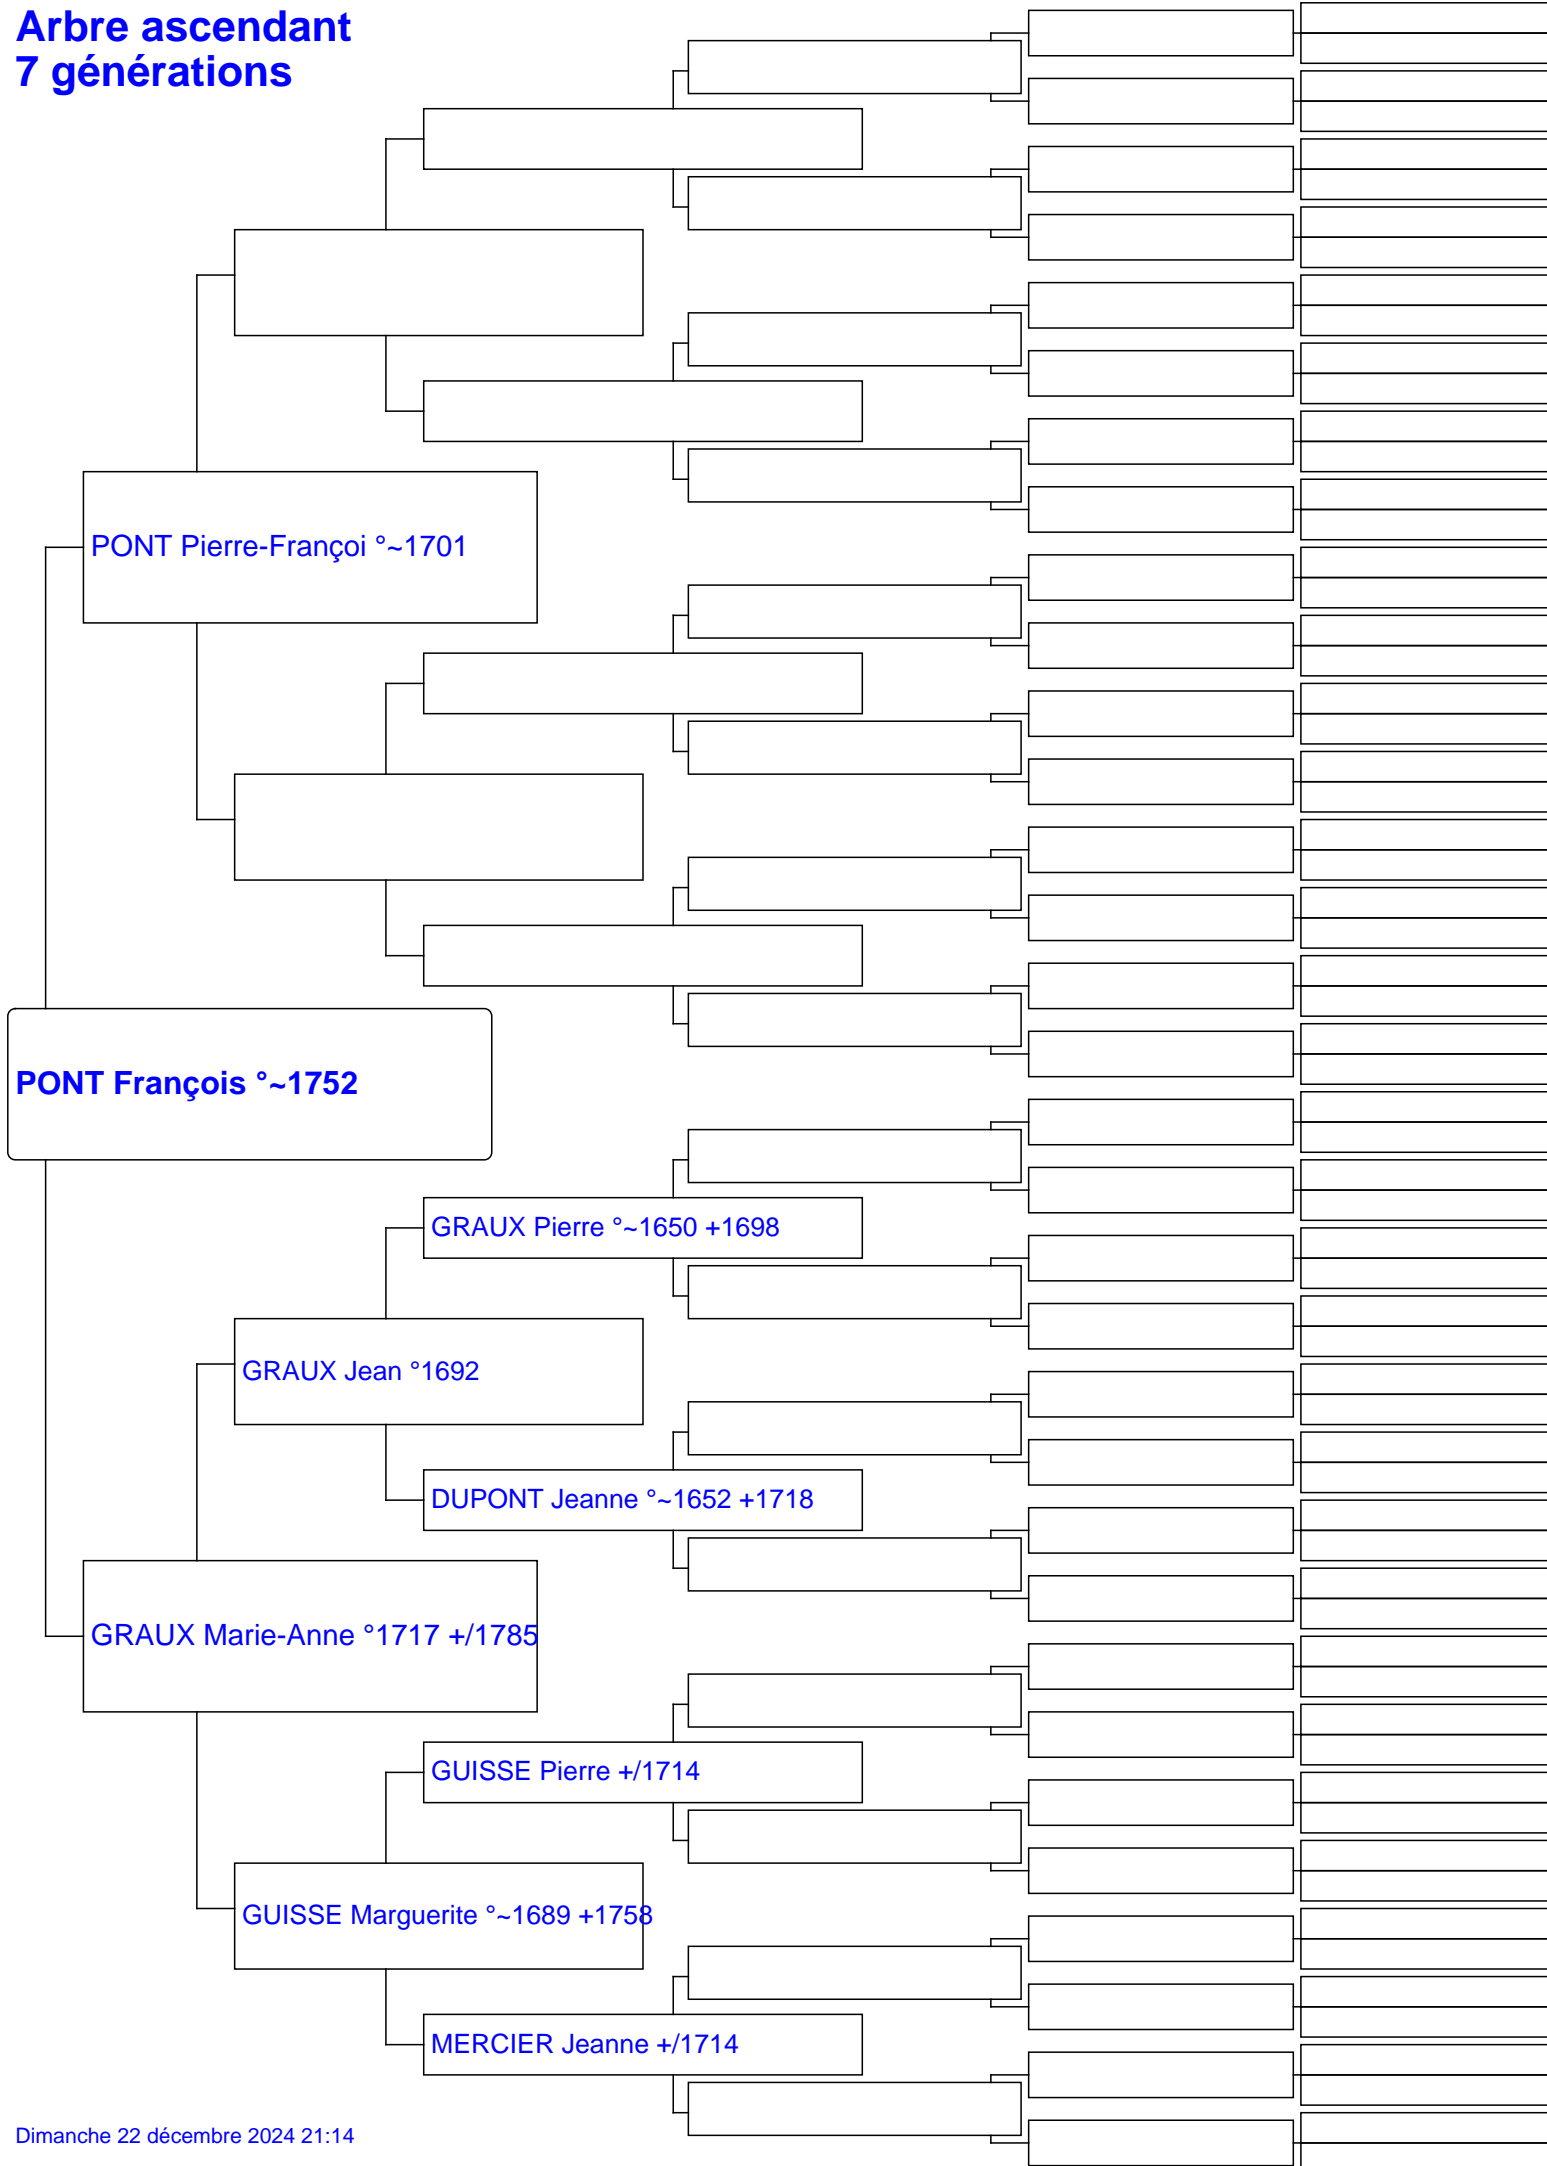 Arbre ascendant
7 générations
PONT Pierre-Françoi °~1701
PONT François °~1752
GRAUX Pierre °~1650 +1698
GRAUX Jean °1692
DUPONT Jeanne °~1652 +1718
GRAUX Marie-Anne °1717 +/1785
GUISSE Pierre +/1714
GUISSE Marguerite °~1689 +1758
MERCIER Jeanne +/1714
Dimanche 22 décembre 2024 21:14